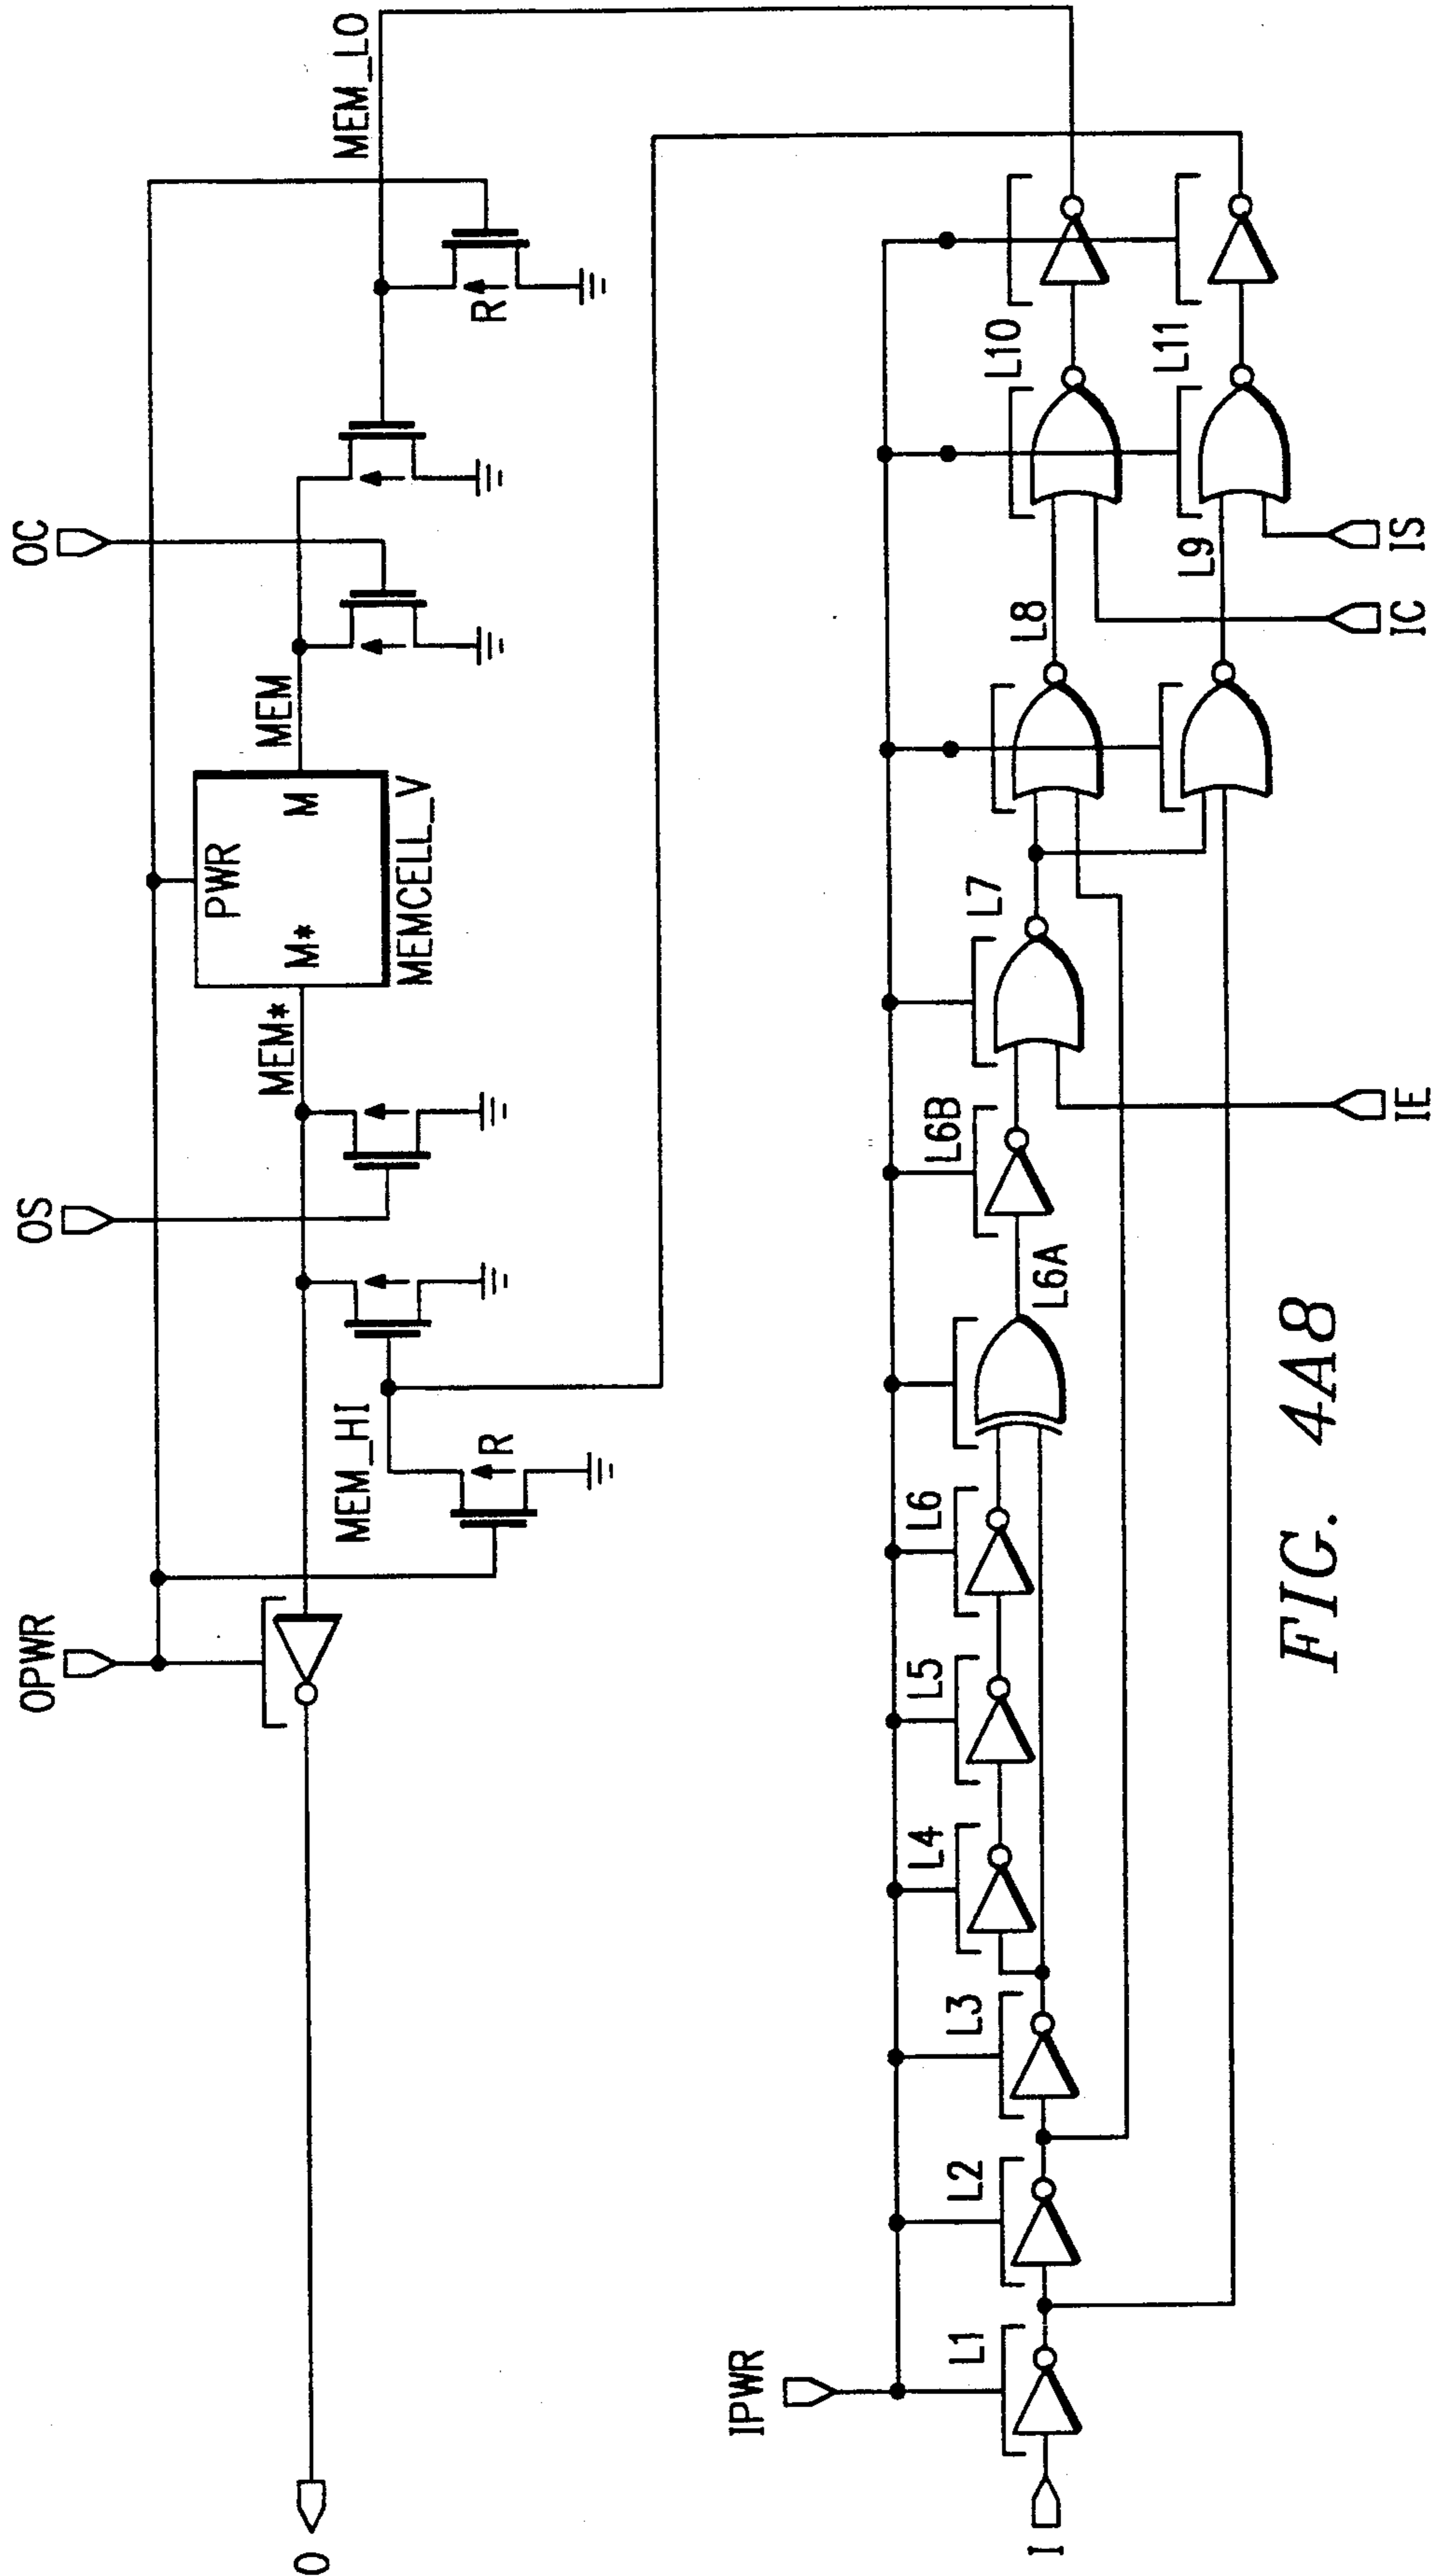 OPWR
OS
OC
MEM_HI
R
MEM*
M*
PWR
M
MEMCELL_V
MEM
MEM_LO
R
O
IPWR
I
L1
L2
L3
L4
L5
L6
L6A
L6B
IE
L7
L8
L9
IC
IS
L10
L11
FIG. 4A8